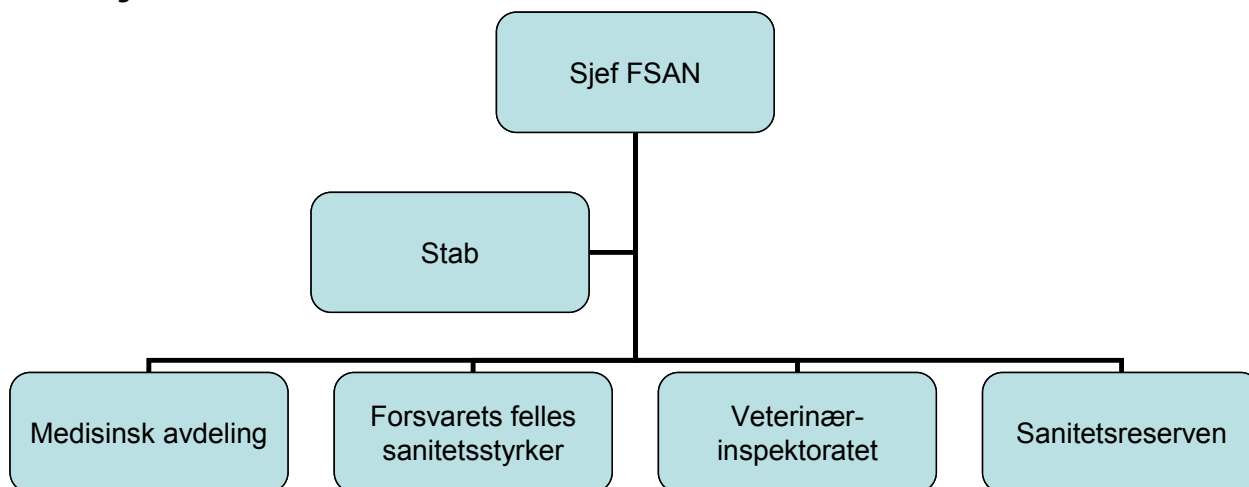 Sjef FSAN
Stab
Medisinsk avdeling
Forsvarets felles
sanitetsstyrker
Veterinær-
inspektoratet
Sanitetsreserven